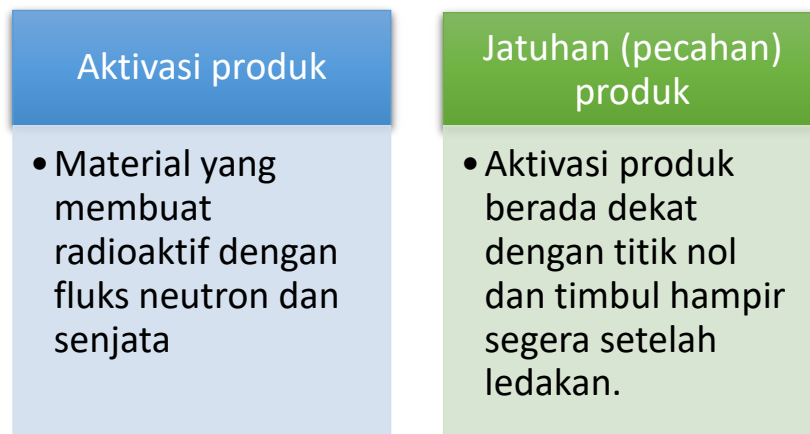 Aktivasi produk
• Material yang
membuat
radioaktif dengan
fluks neutron dan
senjata
Jatuhan (pecahan)
produk
• Aktivasi produk
berada dekat
dengan titik nol
dan timbul hampir
segera setelah
ledakan.